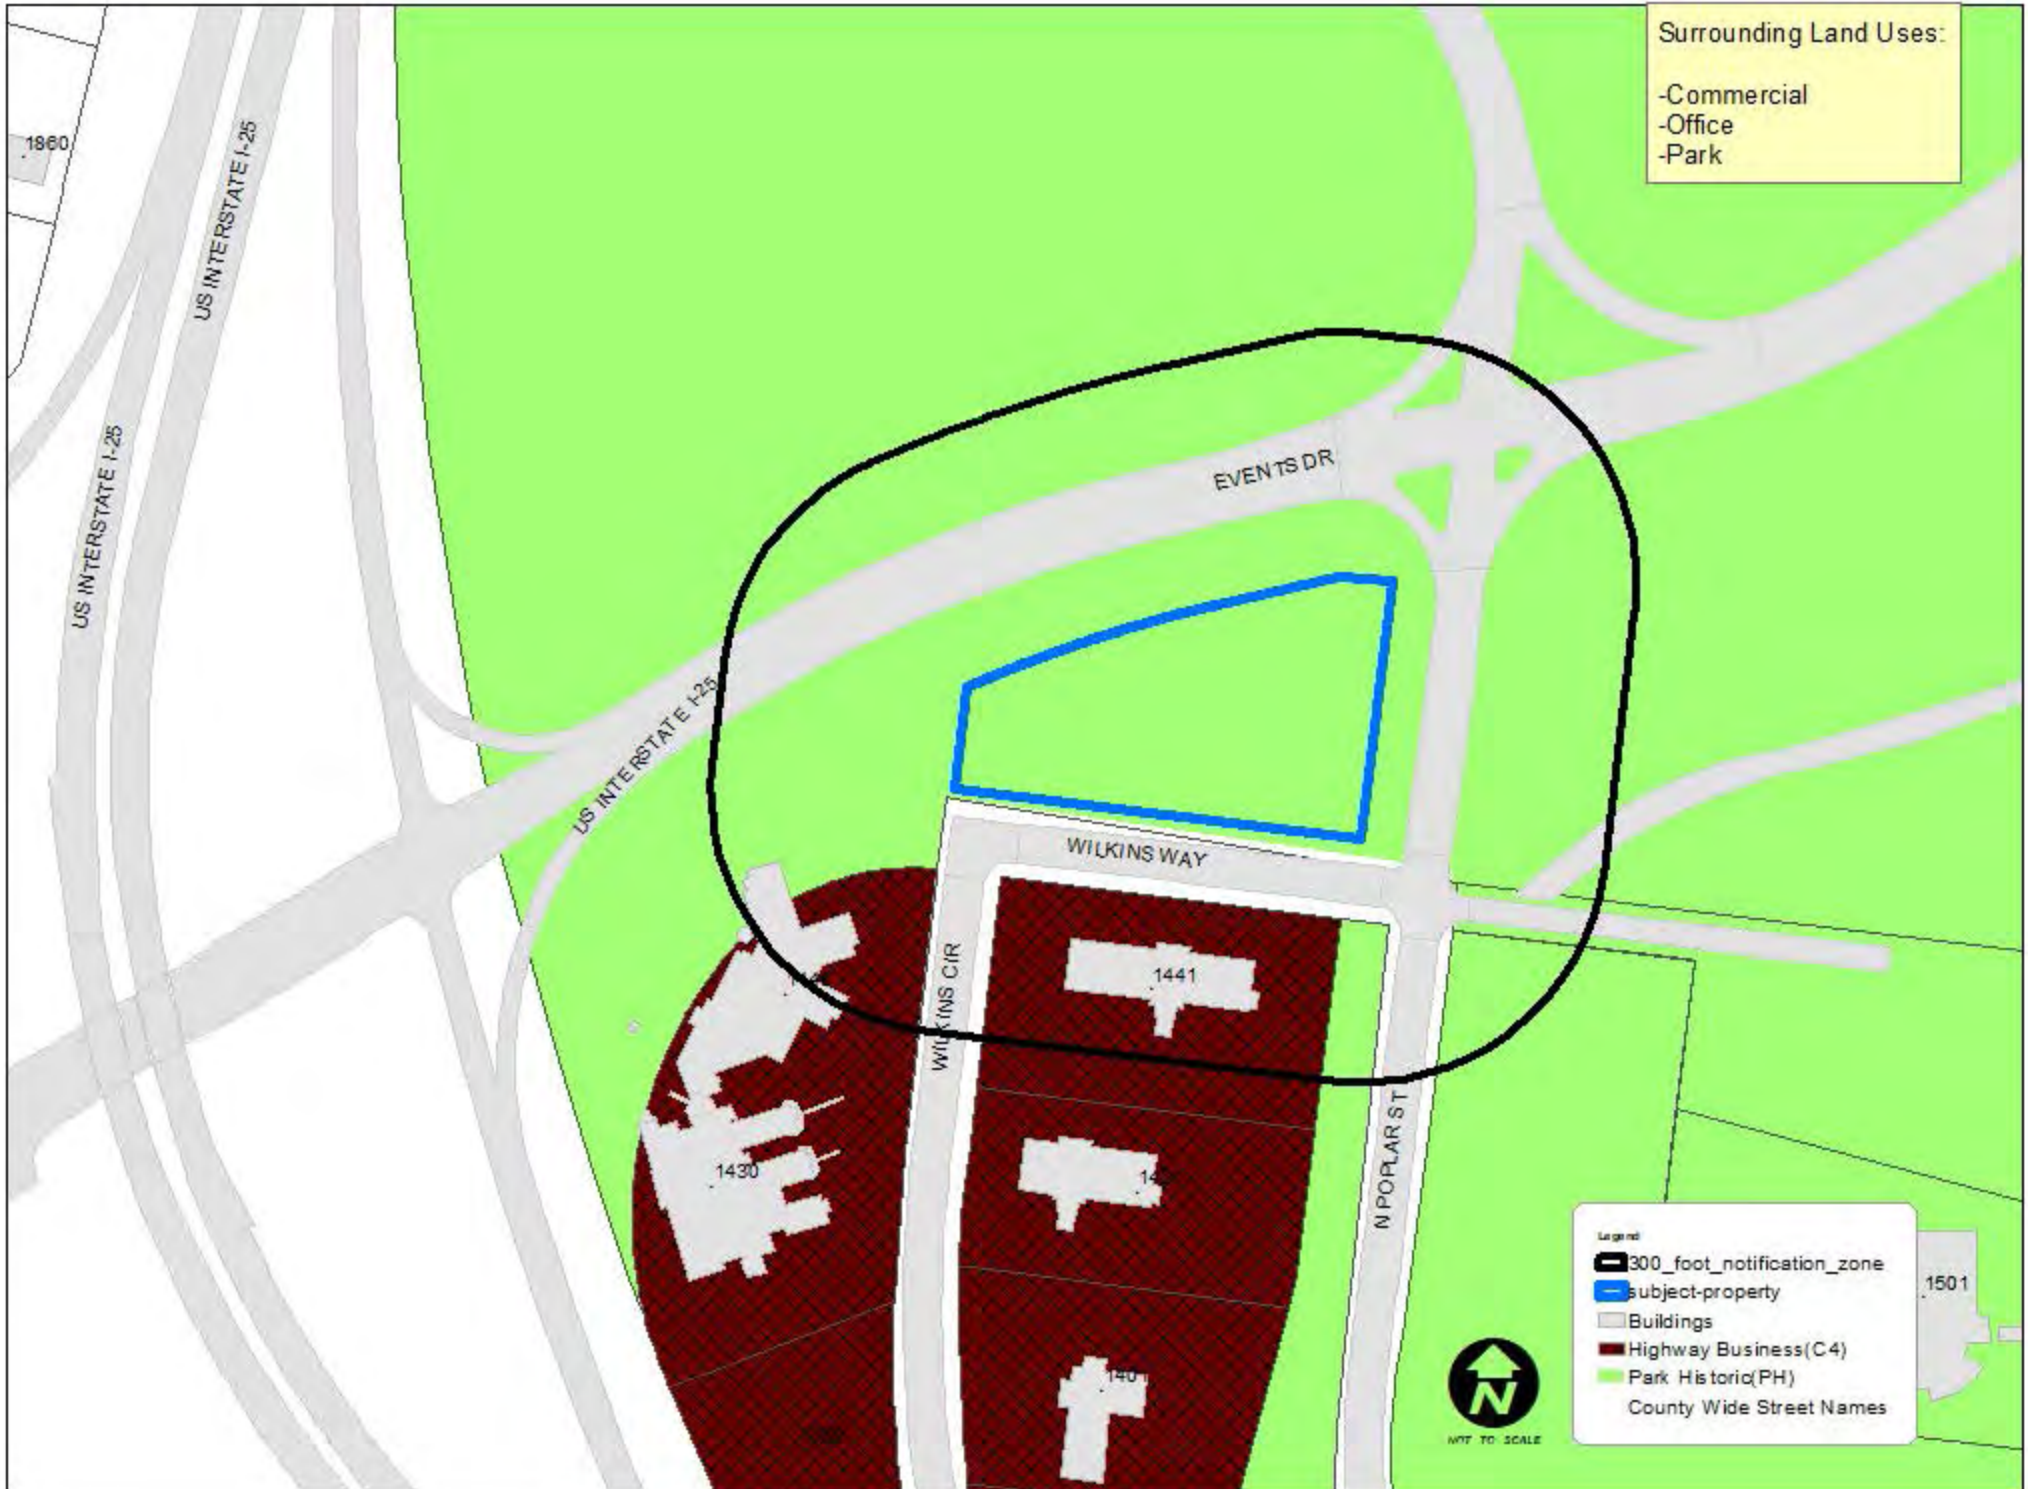 Surrounding Land Uses:
-Commercial
-Office
-Park
1860
US INTERSTATE I-25
US INTERSTATE I-25
EVENTS DR
US INTERSTATE I-25
WILKINS WAY
WILKINS CIR
1441
1430
N POPLAR ST
1501
Legend
300_foot_notification_zone
subject-property
Buildings
Highway Business(C4)
Park Historic(PH)
County Wide Street Names
N
NOT TO SCALE